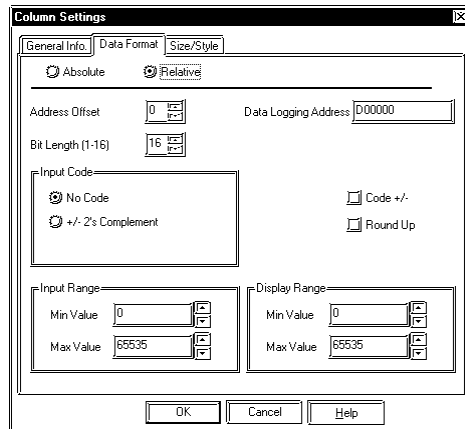 Column Settings
General Info. Data Format Size/Style
Absolute Relative
Address Offset 0 Data Logging Address D00000
Bit Length (1-16) 16
Input Code
No Code Code +/-
+/- 2's Complement Round Up
Input Range Display Range
Min Value 0 Min Value 0
Max Value 65535 Max Value 65535
OK Cancel Help